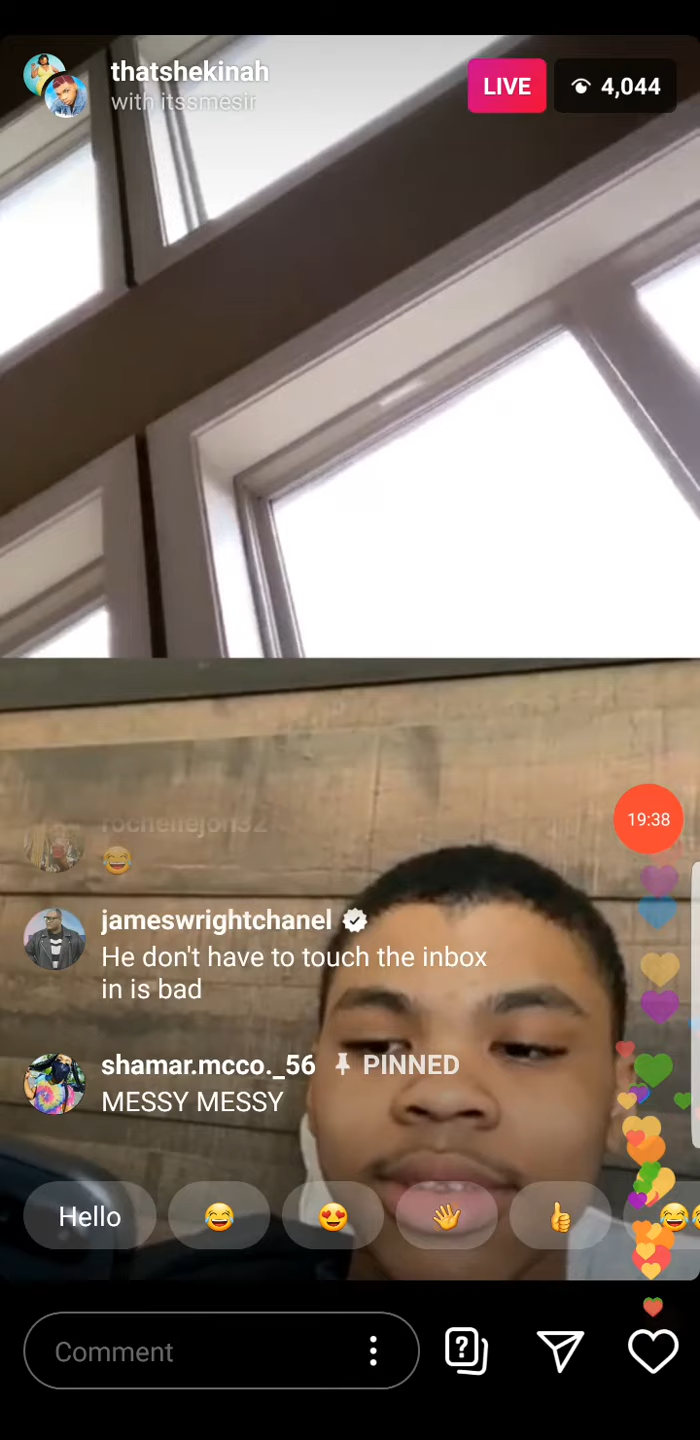 thatshekinah
with itssmesir
LIVE
4,044
rochellejon32
😂
19:38
jameswrightchanel
He don't have to touch the inbox
in is bad
shamar.mcco._56 PINNED
MESSY MESSY
Hello 😂 😍 👋 👍 😂
Comment